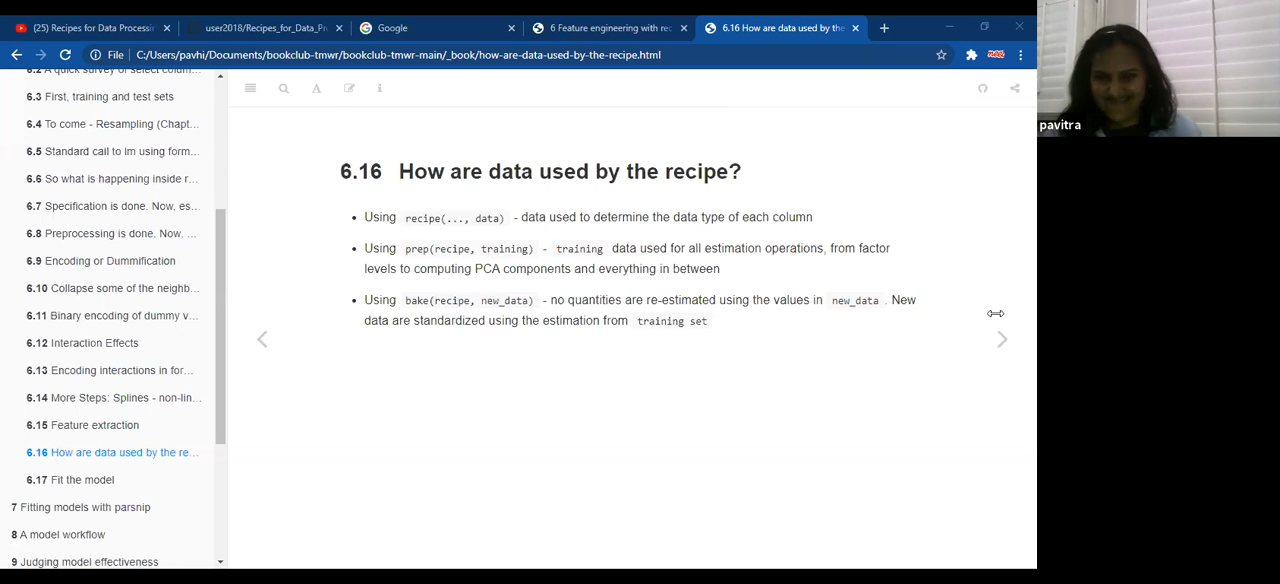 (25) Recipes for Data Processin
user2018/Recipes_for_Data_Pr
Google
6 Feature engineering with rec
6.16 How are data used by the
File
C:/Users/pavhi/Documents/bookclub-tmwr/bookclub-tmwr-main/_book/how-are-data-used-by-the-recipe.html
6.2 A quick survey of select colum...
6.3 First, training and test sets
6.4 To come - Resampling (Chapt...
6.5 Standard call to lm using form...
6.6 So what is happening inside r...
6.7 Specification is done. Now, es...
6.8 Preprocessing is done. Now, ...
6.9 Encoding or Dummification
6.10 Collapse some of the neighb...
6.11 Binary encoding of dummy v...
6.12 Interaction Effects
6.13 Encoding interactions in for...
6.14 More Steps: Splines - non-lin...
6.15 Feature extraction
6.16 How are data used by the re...
6.17 Fit the model
7 Fitting models with parsnip
8 A model workflow
9 Judging model effectiveness
6.16 How are data used by the recipe?
• Using recipe(..., data) - data used to determine the data type of each column
• Using prep(recipe, training) - training data used for all estimation operations, from factor
levels to computing PCA components and everything in between
• Using bake(recipe, new_data) - no quantities are re-estimated using the values in new_data. New
data are standardized using the estimation from training set
pavitra